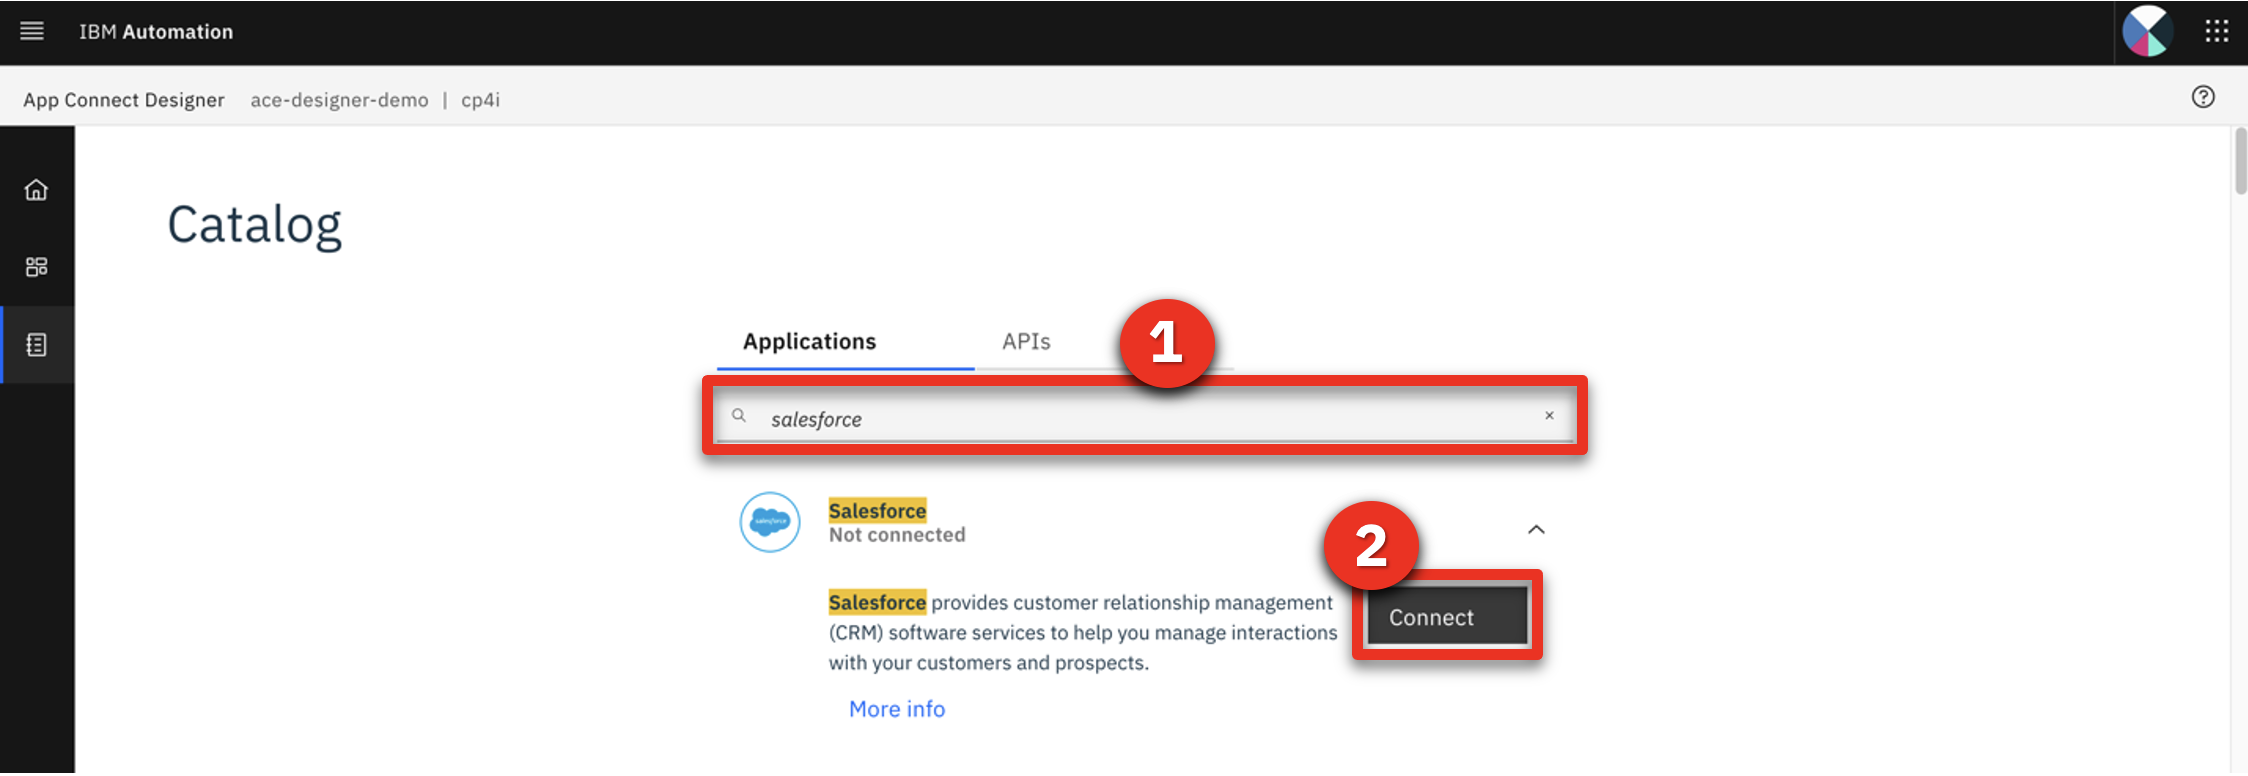 IBM Automation
App Connect Designer ace-designer-demo | cp4i
Catalog
Applications APIs
1
salesforce
salesforce
Salesforce
Not connected
2
Salesforce provides customer relationship management
(CRM) software services to help you manage interactions
with your customers and prospects.
Connect
More info